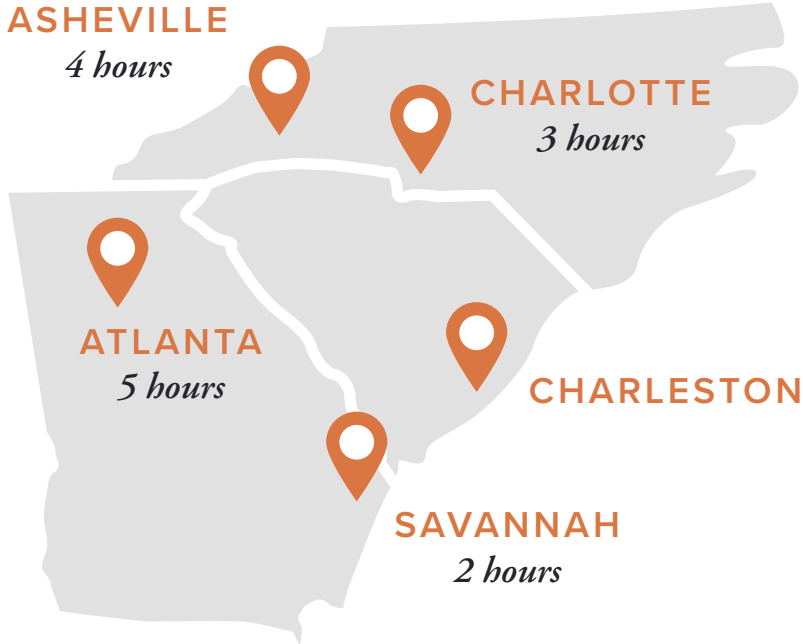 ASHEVILLE
4 hours
CHARLOTTE
3 hours
ATLANTA
5 hours
CHARLESTON
SAVANNAH
2 hours